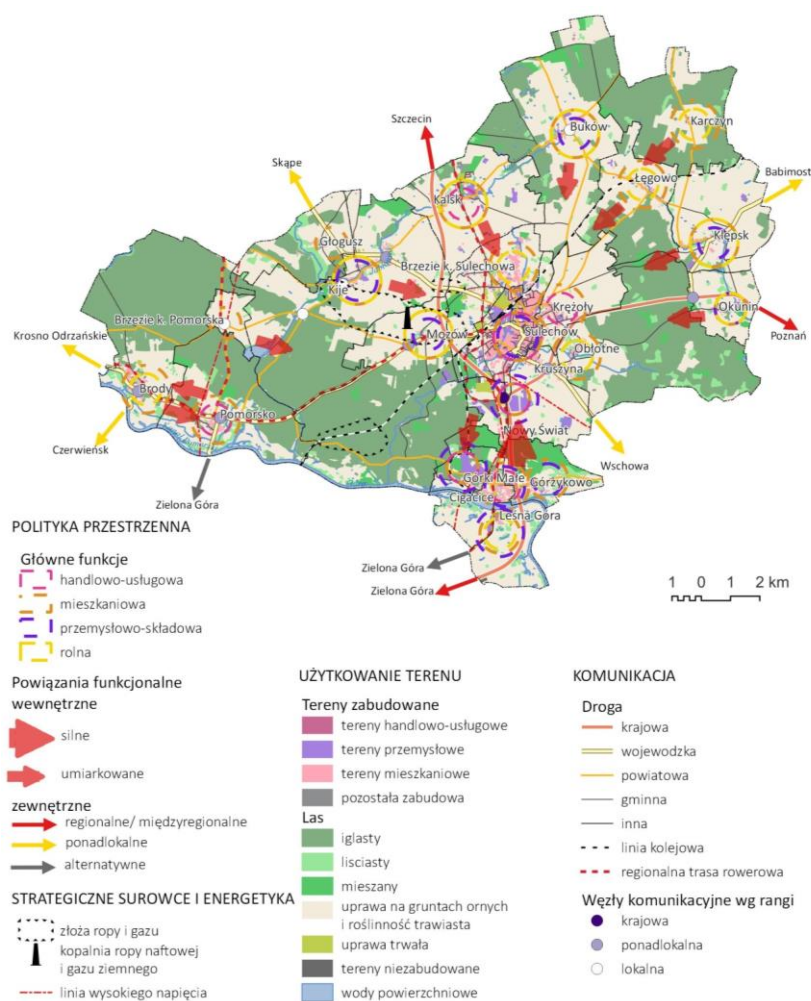 Szczecin
Buków
Karczyn
Skąpe
Łęgowo
Babimost
Kalsk
Głogusz
Klępsk
Brzezie k. Sulechowa
Kije
Krężoły
Okunin
Brzezie k. Pomorska
Mozów
Sulechów
Krosno Odrzańskie
Obłotne
Poznań
Kruszyna
Brody
Pomorsko
Nowy Świat
Czerwieńsk
Wschowa
Górki Małe
Górzykowo
Zielona Góra
Cigacice
Leśna Góra
Zielona Góra
Zielona Góra
1 0 1 2 km
POLITYKA PRZESTRZENNA
Główne funkcje
handlowo-usługowa
mieszkaniowa
przemysłowo-składowa
rolna
Powiązania funkcjonalne
wewnętrzne
silne
umiarkowane
zewnętrzne
regionalne/ międzyregionalne
ponadlokalne
alternatywne
STRATEGICZNE SUROWCE I ENERGETYKA
złoża ropy i gazu
kopalnia ropy naftowej
i gazu ziemnego
linia wysokiego napięcia
UŻYTKOWANIE TERENU
Tereny zabudowane
tereny handlowo-usługowe
tereny przemysłowe
tereny mieszkaniowe
pozostała zabudowa
Las
iglasty
lisciasty
mieszany
uprawa na gruntach ornych
i roślinność trawiasta
uprawa trwała
tereny niezabudowane
wody powierzchniowe
KOMUNIKACJA
Droga
krajowa
wojewodzka
powiatowa
gminna
inna
linia kolejowa
regionalna trasa rowerowa
Węzły komunikacyjne wg rangi
krajowa
ponadlokalna
lokalna